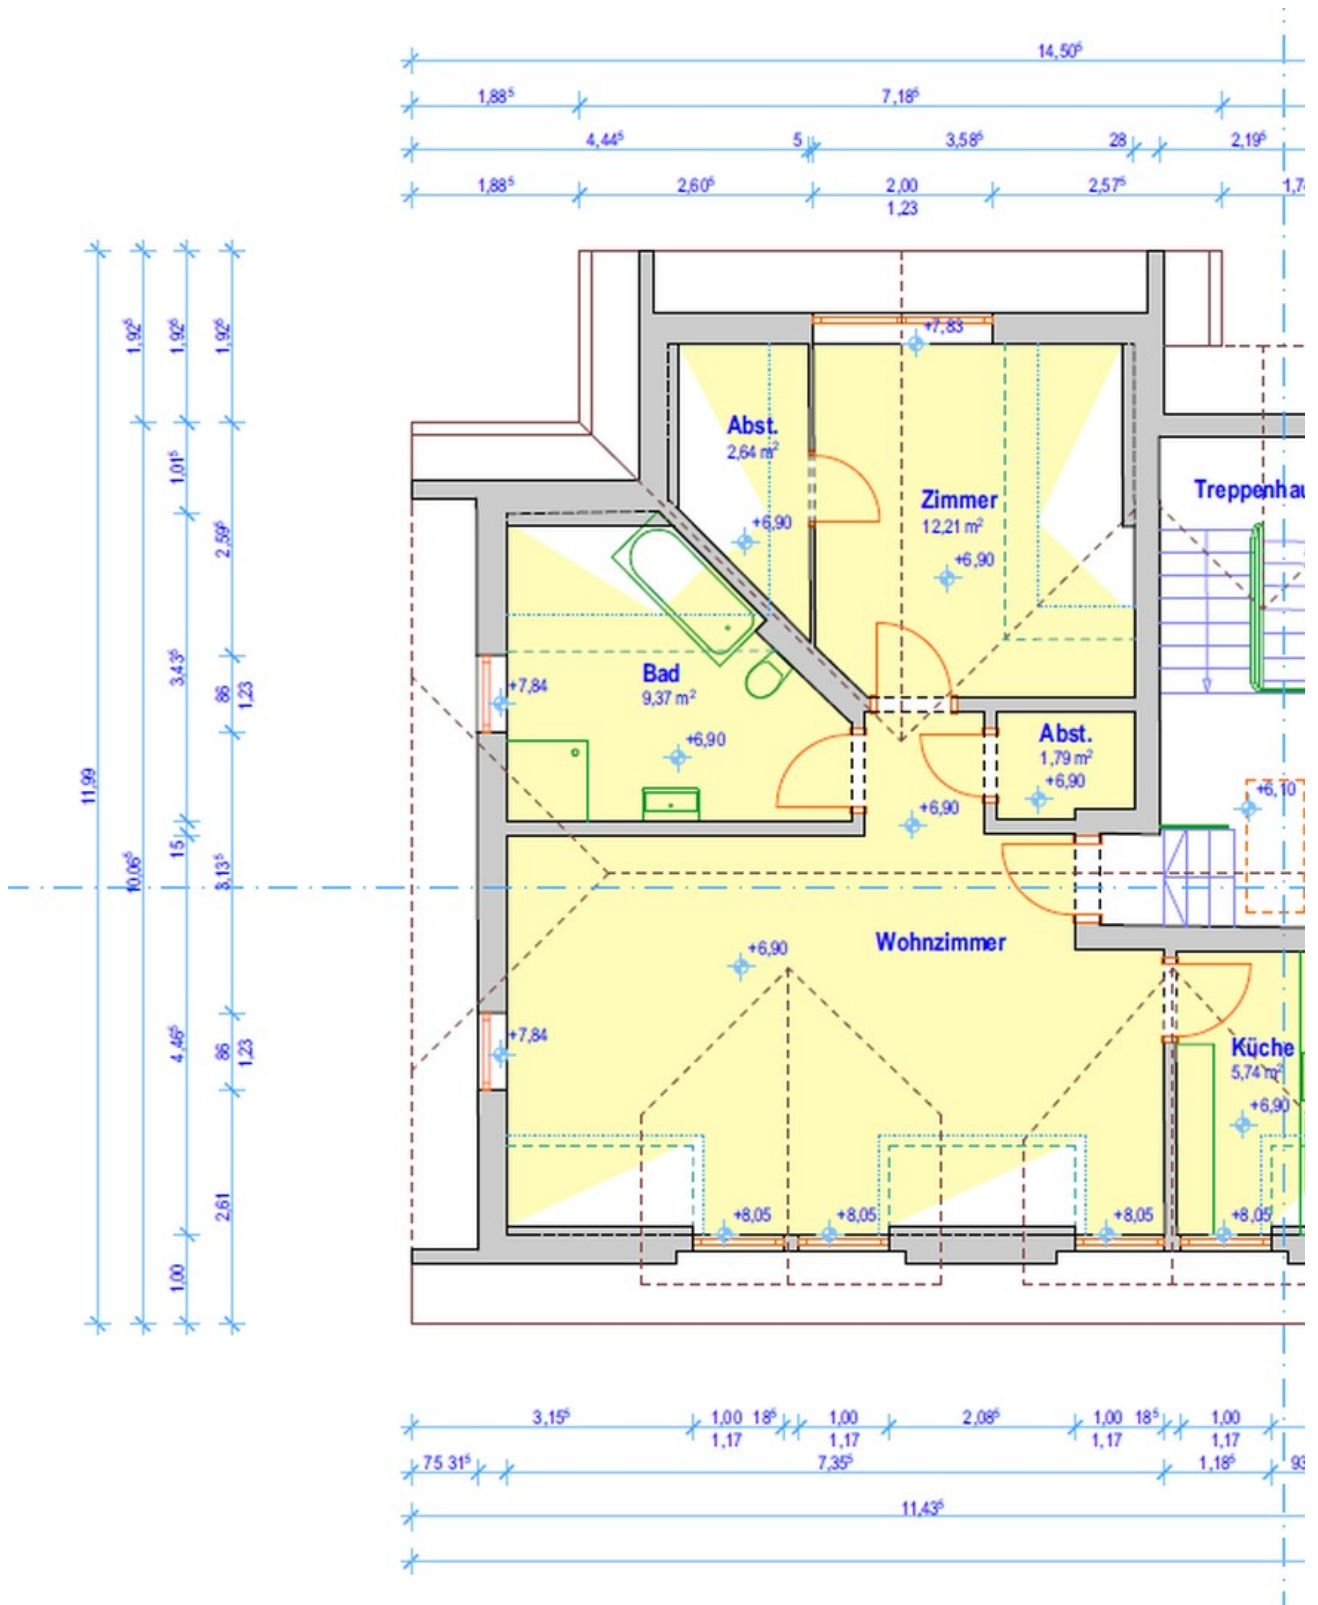 14,50⁵
1,88⁵ 7,18⁵
4,44⁵ 5 3,58⁵ 28 2,19⁵
1,88⁵ 2,60⁵ 2,00 2,57⁵ 1,7
1,23
+7,83
1,92⁵ 1,92⁵ 1,92⁵
Abst.
2,64 m²
+6,90
Zimmer
12,21 m²
+6,90
Treppenhau
1,01⁵
2,59⁵
Bad
9,37 m²
+7,84
+6,90
3,43⁵
86
1,23
Abst.
1,79 m²
+6,90
+6,90
+6,10
11,99
15
10,06⁵
3,13⁵
Wohnzimmer
+6,90
+7,84
4,46⁵
86
1,23
Küche
5,74 m²
+6,90
2,61
+8,05 +8,05 +8,05 +8,05
1,00
3,15⁵ 1,00 18⁵ 1,00 2,08⁵ 1,00 18⁵ 1,00
1,17 1,17 1,17 1,17
75 31⁵ 7,35⁵ 1,18⁵ 93
11,43⁵